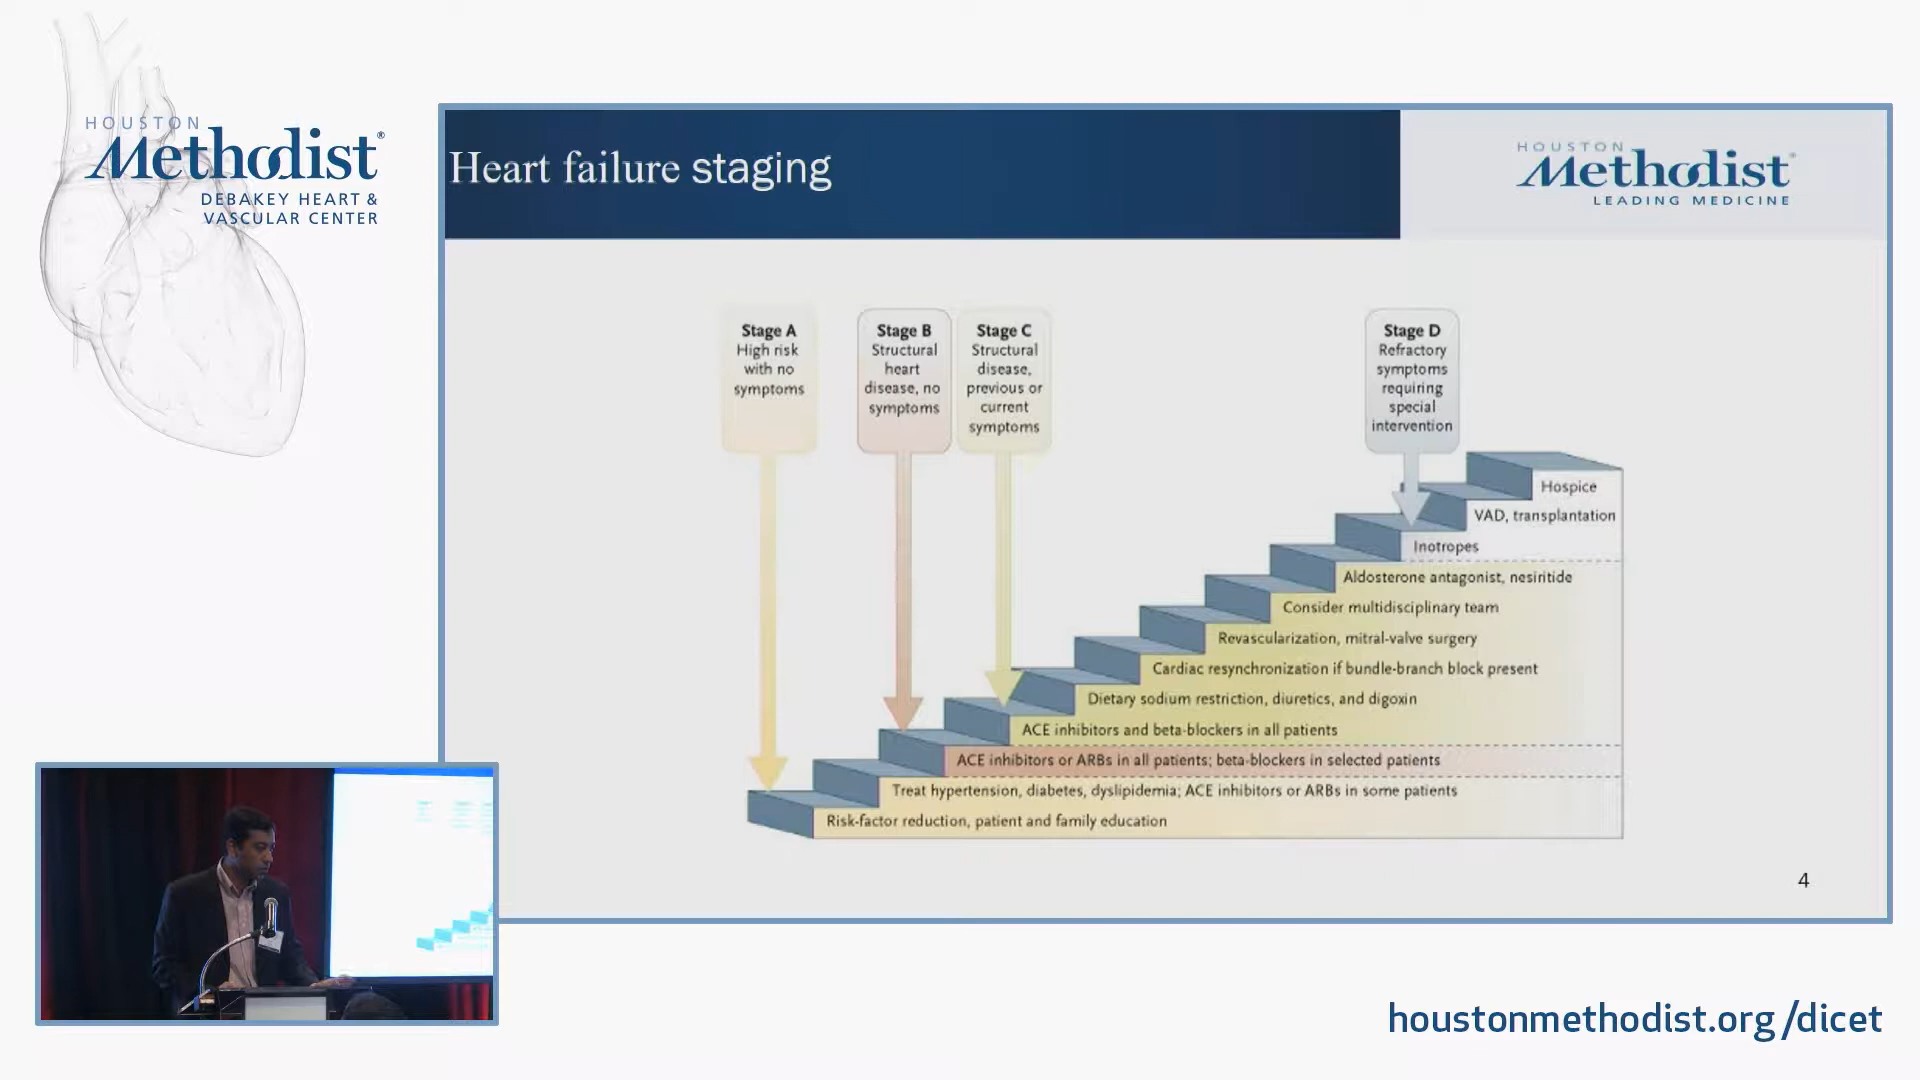 HOUSTON
Methodist®
DEBAKEY HEART &
VASCULAR CENTER
Heart failure staging
HOUSTON
Methodist®
LEADING MEDICINE
Stage A
High risk
with no
symptoms
Stage B
Structural
heart
disease, no
symptoms
Stage C
Structural
disease,
previous or
current
symptoms
Stage D
Refractory
symptoms
requiring
special
intervention
Hospice
VAD, transplantation
Inotropes
Aldosterone antagonist, nesiritide
Consider multidisciplinary team
Revascularization, mitral-valve surgery
Cardiac resynchronization if bundle-branch block present
Dietary sodium restriction, diuretics, and digoxin
ACE inhibitors and beta-blockers in all patients
ACE inhibitors or ARBs in all patients; beta-blockers in selected patients
Treat hypertension, diabetes, dyslipidemia; ACE inhibitors or ARBs in some patients
Risk-factor reduction, patient and family education
4
houstonmethodist.org/dicet